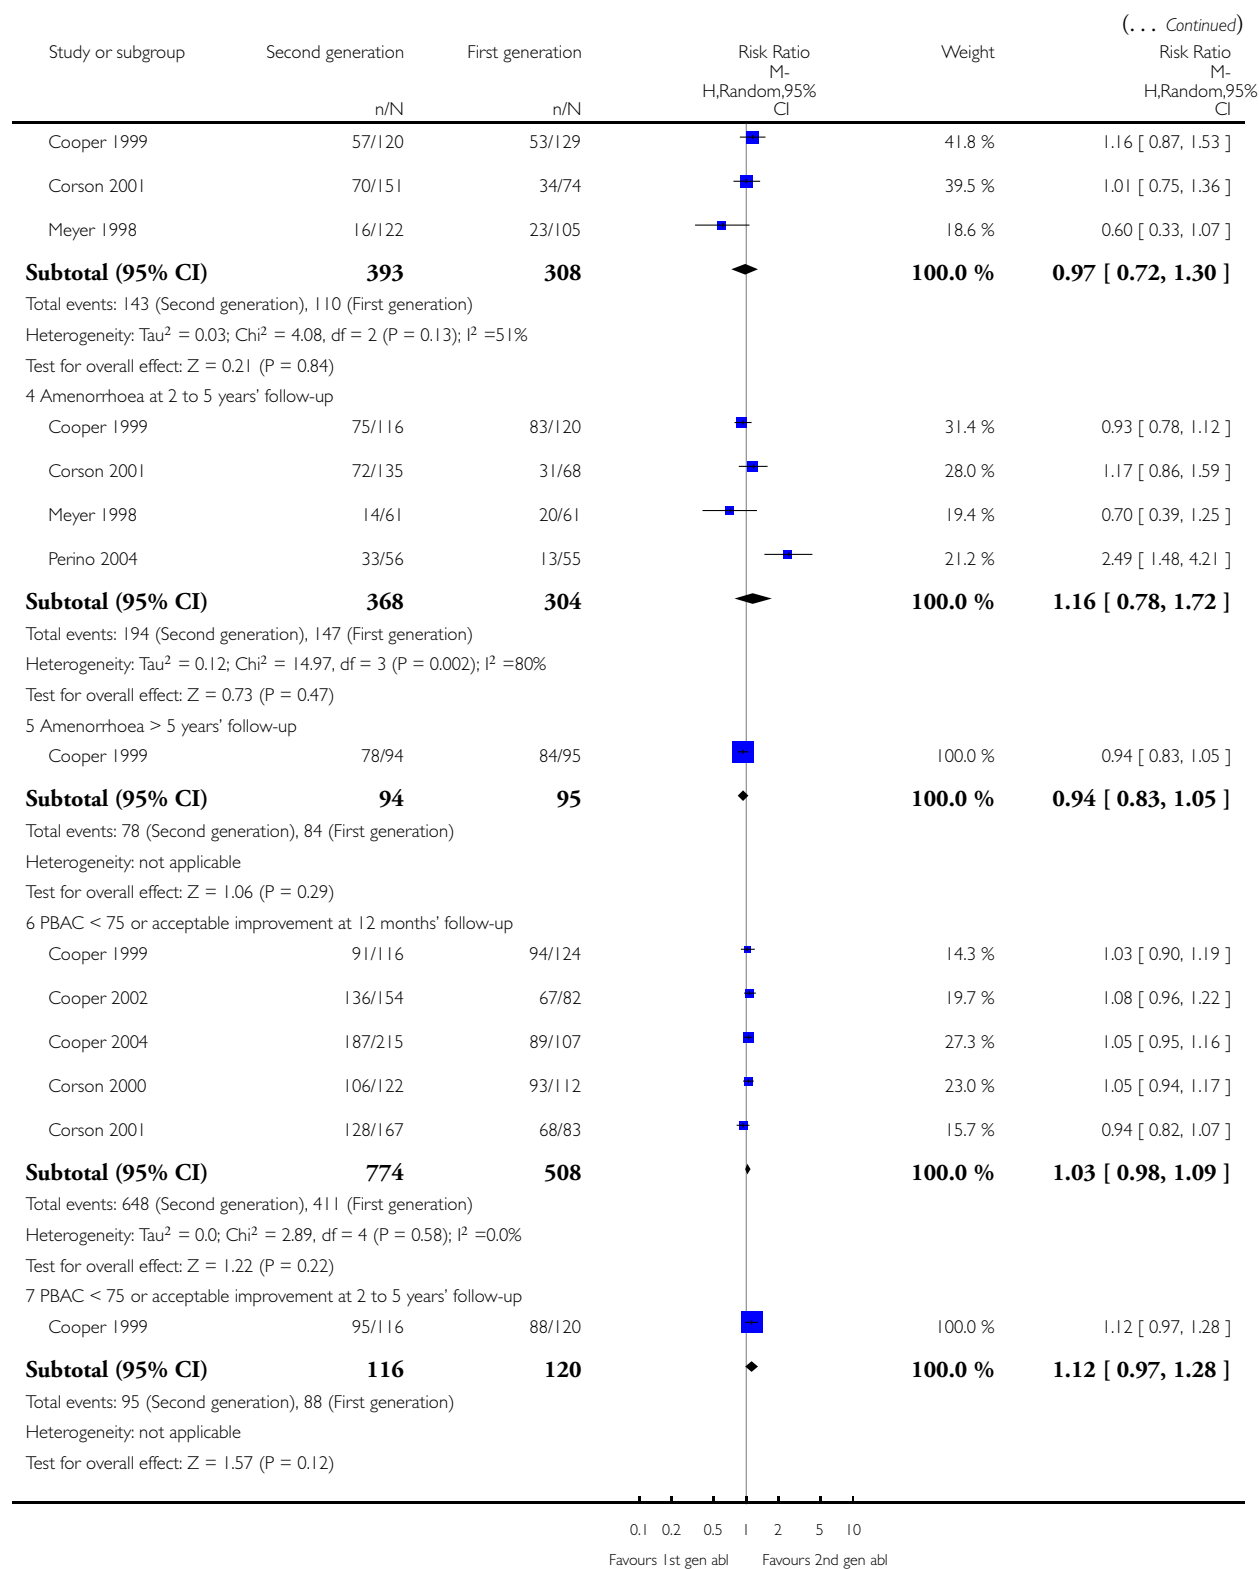 (... Continued)
Study or subgroup Second generation First generation Risk Ratio Weight Risk Ratio
M- M-
H,Random,95% H,Random,95%
n/N n/N CI CI
Cooper 1999 57/120 53/129 41.8 % 1.16 [ 0.87, 1.53 ]
Corson 2001 70/151 34/74 39.5 % 1.01 [ 0.75, 1.36 ]
Meyer 1998 16/122 23/105 18.6 % 0.60 [ 0.33, 1.07 ]
Subtotal (95% CI) 393 308 100.0 % 0.97 [ 0.72, 1.30 ]
Total events: 143 (Second generation), 110 (First generation)
Heterogeneity: Tau² = 0.03; Chi² = 4.08, df = 2 (P = 0.13); I² =51%
Test for overall effect: Z = 0.21 (P = 0.84)
4 Amenorrhoea at 2 to 5 years’ follow-up
Cooper 1999 75/116 83/120 31.4 % 0.93 [ 0.78, 1.12 ]
Corson 2001 72/135 31/68 28.0 % 1.17 [ 0.86, 1.59 ]
Meyer 1998 14/61 20/61 19.4 % 0.70 [ 0.39, 1.25 ]
Perino 2004 33/56 13/55 21.2 % 2.49 [ 1.48, 4.21 ]
Subtotal (95% CI) 368 304 100.0 % 1.16 [ 0.78, 1.72 ]
Total events: 194 (Second generation), 147 (First generation)
Heterogeneity: Tau² = 0.12; Chi² = 14.97, df = 3 (P = 0.002); I² =80%
Test for overall effect: Z = 0.73 (P = 0.47)
5 Amenorrhoea > 5 years’ follow-up
Cooper 1999 78/94 84/95 100.0 % 0.94 [ 0.83, 1.05 ]
Subtotal (95% CI) 94 95 100.0 % 0.94 [ 0.83, 1.05 ]
Total events: 78 (Second generation), 84 (First generation)
Heterogeneity: not applicable
Test for overall effect: Z = 1.06 (P = 0.29)
6 PBAC < 75 or acceptable improvement at 12 months’ follow-up
Cooper 1999 91/116 94/124 14.3 % 1.03 [ 0.90, 1.19 ]
Cooper 2002 136/154 67/82 19.7 % 1.08 [ 0.96, 1.22 ]
Cooper 2004 187/215 89/107 27.3 % 1.05 [ 0.95, 1.16 ]
Corson 2000 106/122 93/112 23.0 % 1.05 [ 0.94, 1.17 ]
Corson 2001 128/167 68/83 15.7 % 0.94 [ 0.82, 1.07 ]
Subtotal (95% CI) 774 508 100.0 % 1.03 [ 0.98, 1.09 ]
Total events: 648 (Second generation), 411 (First generation)
Heterogeneity: Tau² = 0.0; Chi² = 2.89, df = 4 (P = 0.58); I² =0.0%
Test for overall effect: Z = 1.22 (P = 0.22)
7 PBAC < 75 or acceptable improvement at 2 to 5 years’ follow-up
Cooper 1999 95/116 88/120 100.0 % 1.12 [ 0.97, 1.28 ]
Subtotal (95% CI) 116 120 100.0 % 1.12 [ 0.97, 1.28 ]
Total events: 95 (Second generation), 88 (First generation)
Heterogeneity: not applicable
Test for overall effect: Z = 1.57 (P = 0.12)
0.1 0.2 0.5 1 2 5 10
Favours 1st gen abl Favours 2nd gen abl